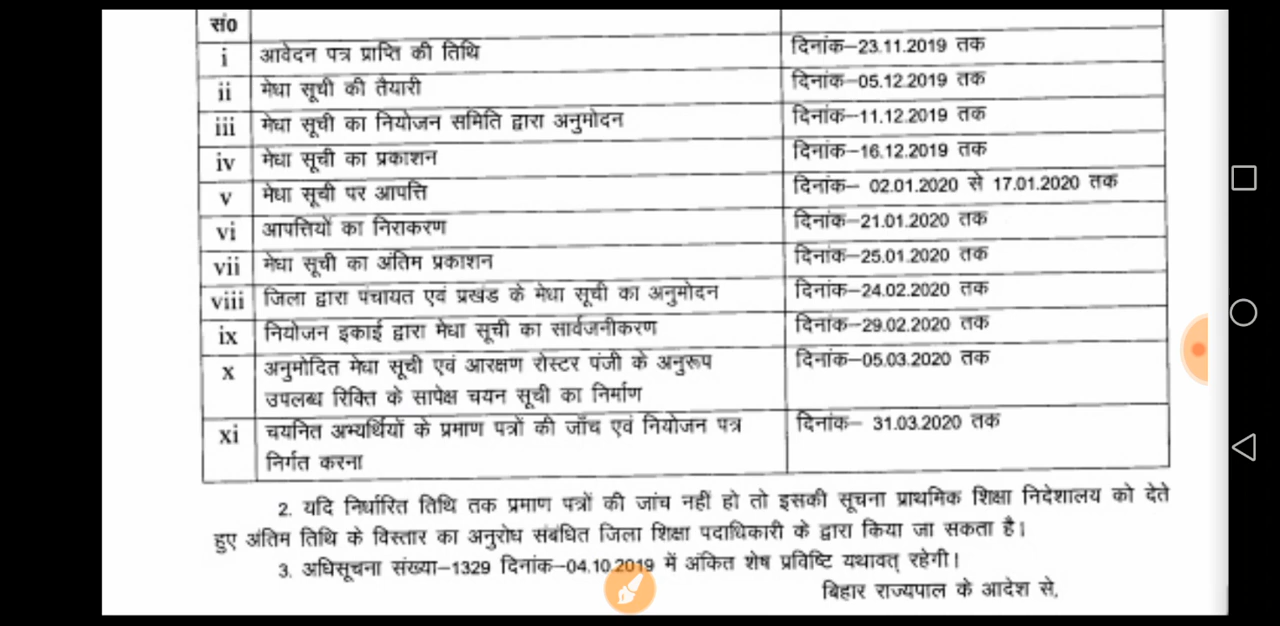 सं0
i आवेदन पत्र प्राप्ति की तिथि दिनांक–23.11.2019 तक
ii मेधा सूची की तैयारी दिनांक–05.12.2019 तक
iii मेधा सूची का नियोजन समिति द्वारा अनुमोदन दिनांक–11.12.2019 तक
iv मेधा सूची का प्रकाशन दिनांक–16.12.2019 तक
v मेधा सूची पर आपत्ति दिनांक– 02.01.2020 से 17.01.2020 तक
vi आपत्तियों का निराकरण दिनांक–21.01.2020 तक
vii मेधा सूची का अंतिम प्रकाशन दिनांक–25.01.2020 तक
viii जिला द्वारा पंचायत एवं प्रखंड के मेधा सूची का अनुमोदन दिनांक–24.02.2020 तक
ix नियोजन इकाई द्वारा मेधा सूची का सार्वजनीकरण दिनांक–29.02.2020 तक
x अनुमोदित मेधा सूची एवं आरक्षण रोस्टर पंजी के अनुरूप दिनांक–05.03.2020 तक
उपलब्ध रिक्ति के सापेक्ष चयन सूची का निर्माण
xi चयनित अभ्यर्थियों के प्रमाण पत्रों की जाँच एवं नियोजन पत्र दिनांक– 31.03.2020 तक
निर्गत करना
2. यदि निर्धारित तिथि तक प्रमाण पत्रों की जांच नहीं हो तो इसकी सूचना प्राथमिक शिक्षा निदेशालय को देते
हुए अंतिम तिथि के विस्तार का अनुरोध संबंधित जिला शिक्षा पदाधिकारी के द्वारा किया जा सकता है।
3. अधिसूचना संख्या–1329 दिनांक–04.10.2019 में अंकित शेष प्रविष्टि यथावत् रहेगी।
बिहार राज्यपाल के आदेश से,